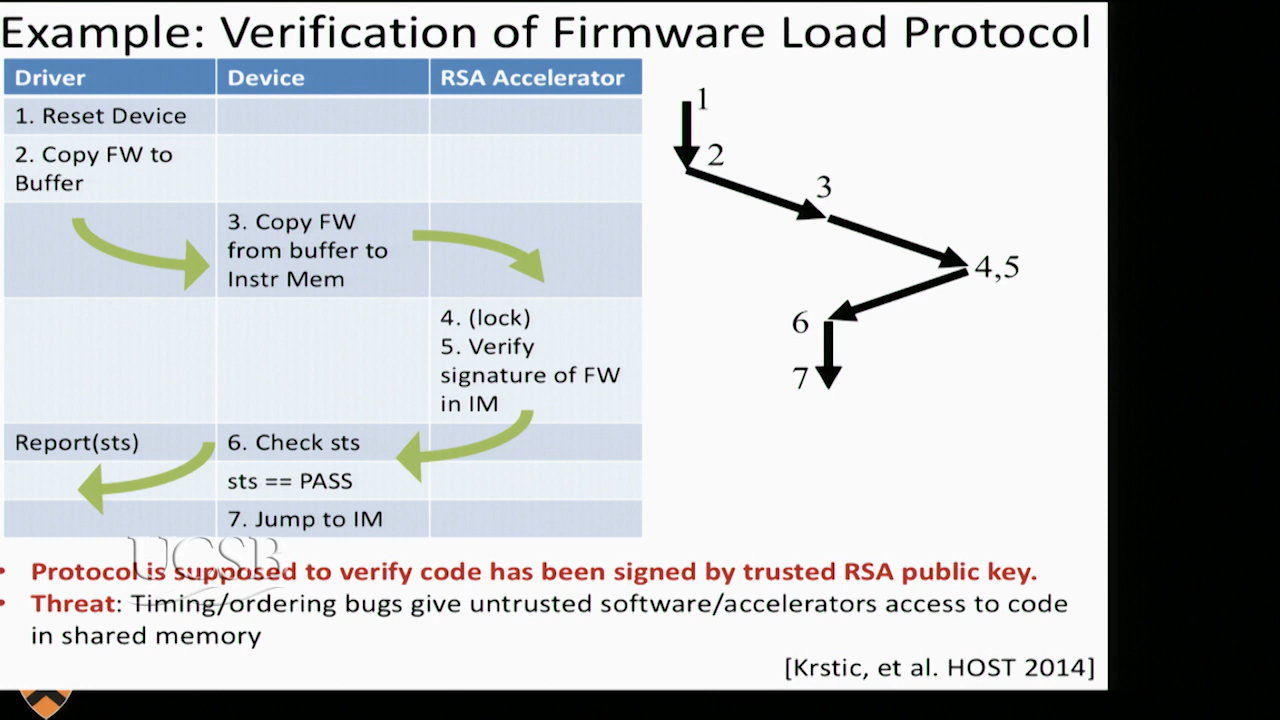 Example: Verification of Firmware Load Protocol
Driver
Device
RSA Accelerator
1. Reset Device
2. Copy FW to
Buffer
3. Copy FW
from buffer to
Instr Mem
4. (lock)
5. Verify
signature of FW
in IM
Report(sts)
6. Check sts
sts == PASS
7. Jump to IM
1
2
3
4,5
6
7
UCSB
• Protocol is supposed to verify code has been signed by trusted RSA public key.
• Threat: Timing/ordering bugs give untrusted software/accelerators access to code
in shared memory
[Krstic, et al. HOST 2014]